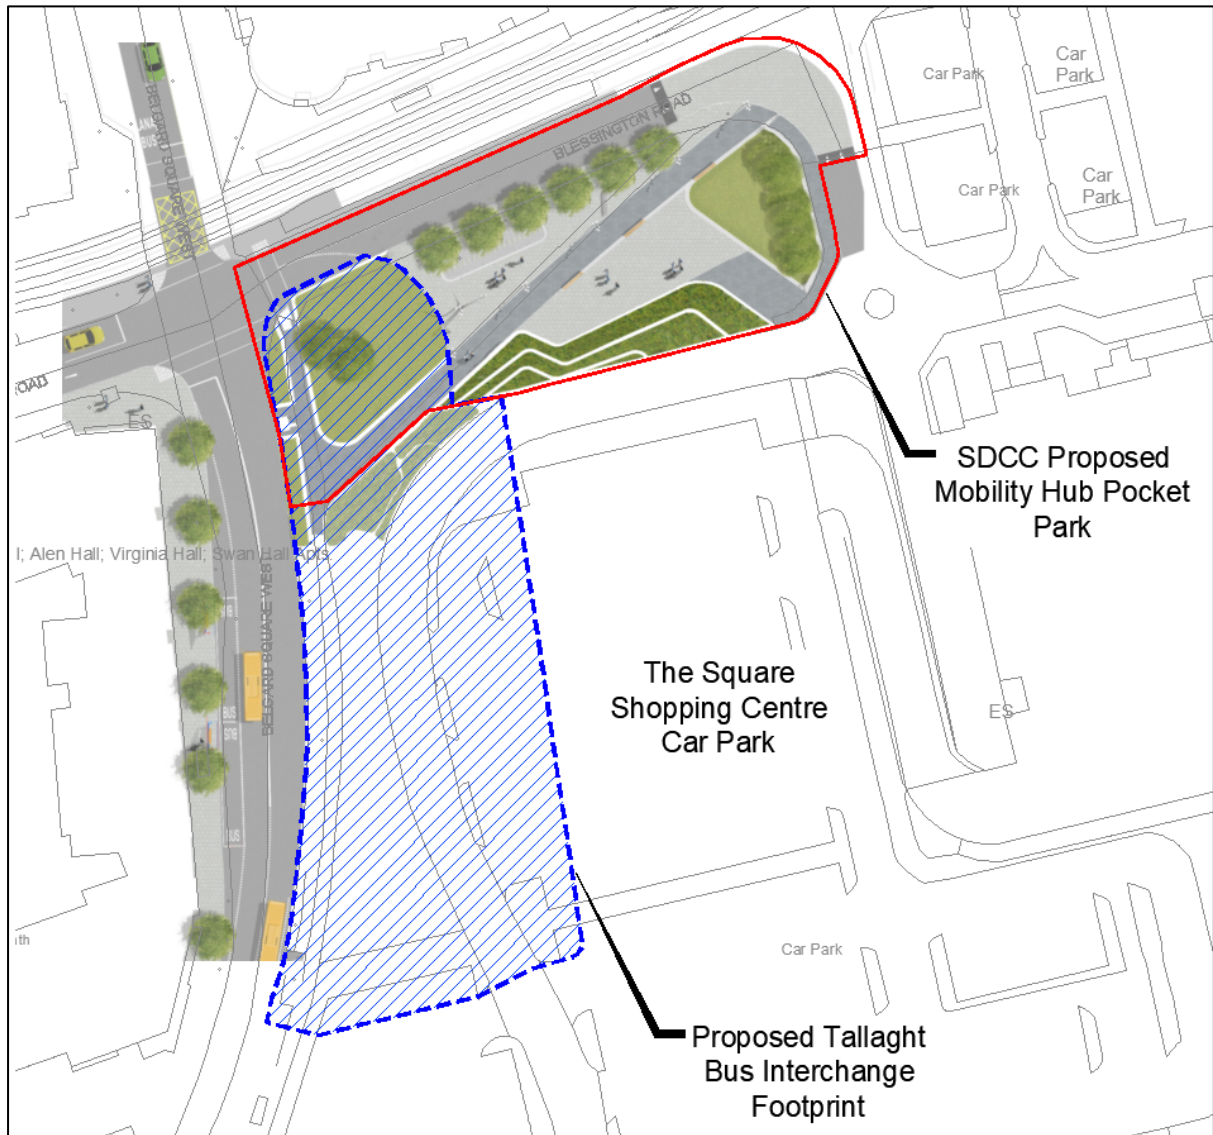 Car Park
Car
Park
BLESSINGTON ROAD
BELGARD SQUARE WEST
BUS
Car Park
Car
Park
ROAD
ES
SDCC Proposed
Mobility Hub Pocket
Park
l; Alen Hall; Virginia Hall; Swan Hall Apts.
BELGARD SQUARE WEST
The Square
Shopping Centre
Car Park
ES
BUS
BUS
BUS
Car Park
Proposed Tallaght
Bus Interchange
Footprint